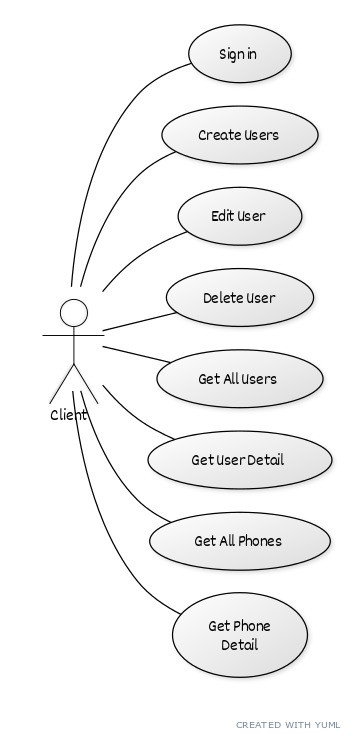 Sign in
Create Users
Edit User
Delete User
Get All Users
Client
Get User Detail
Get All Phones
Get Phone
Detail
CREATED WITH YUML